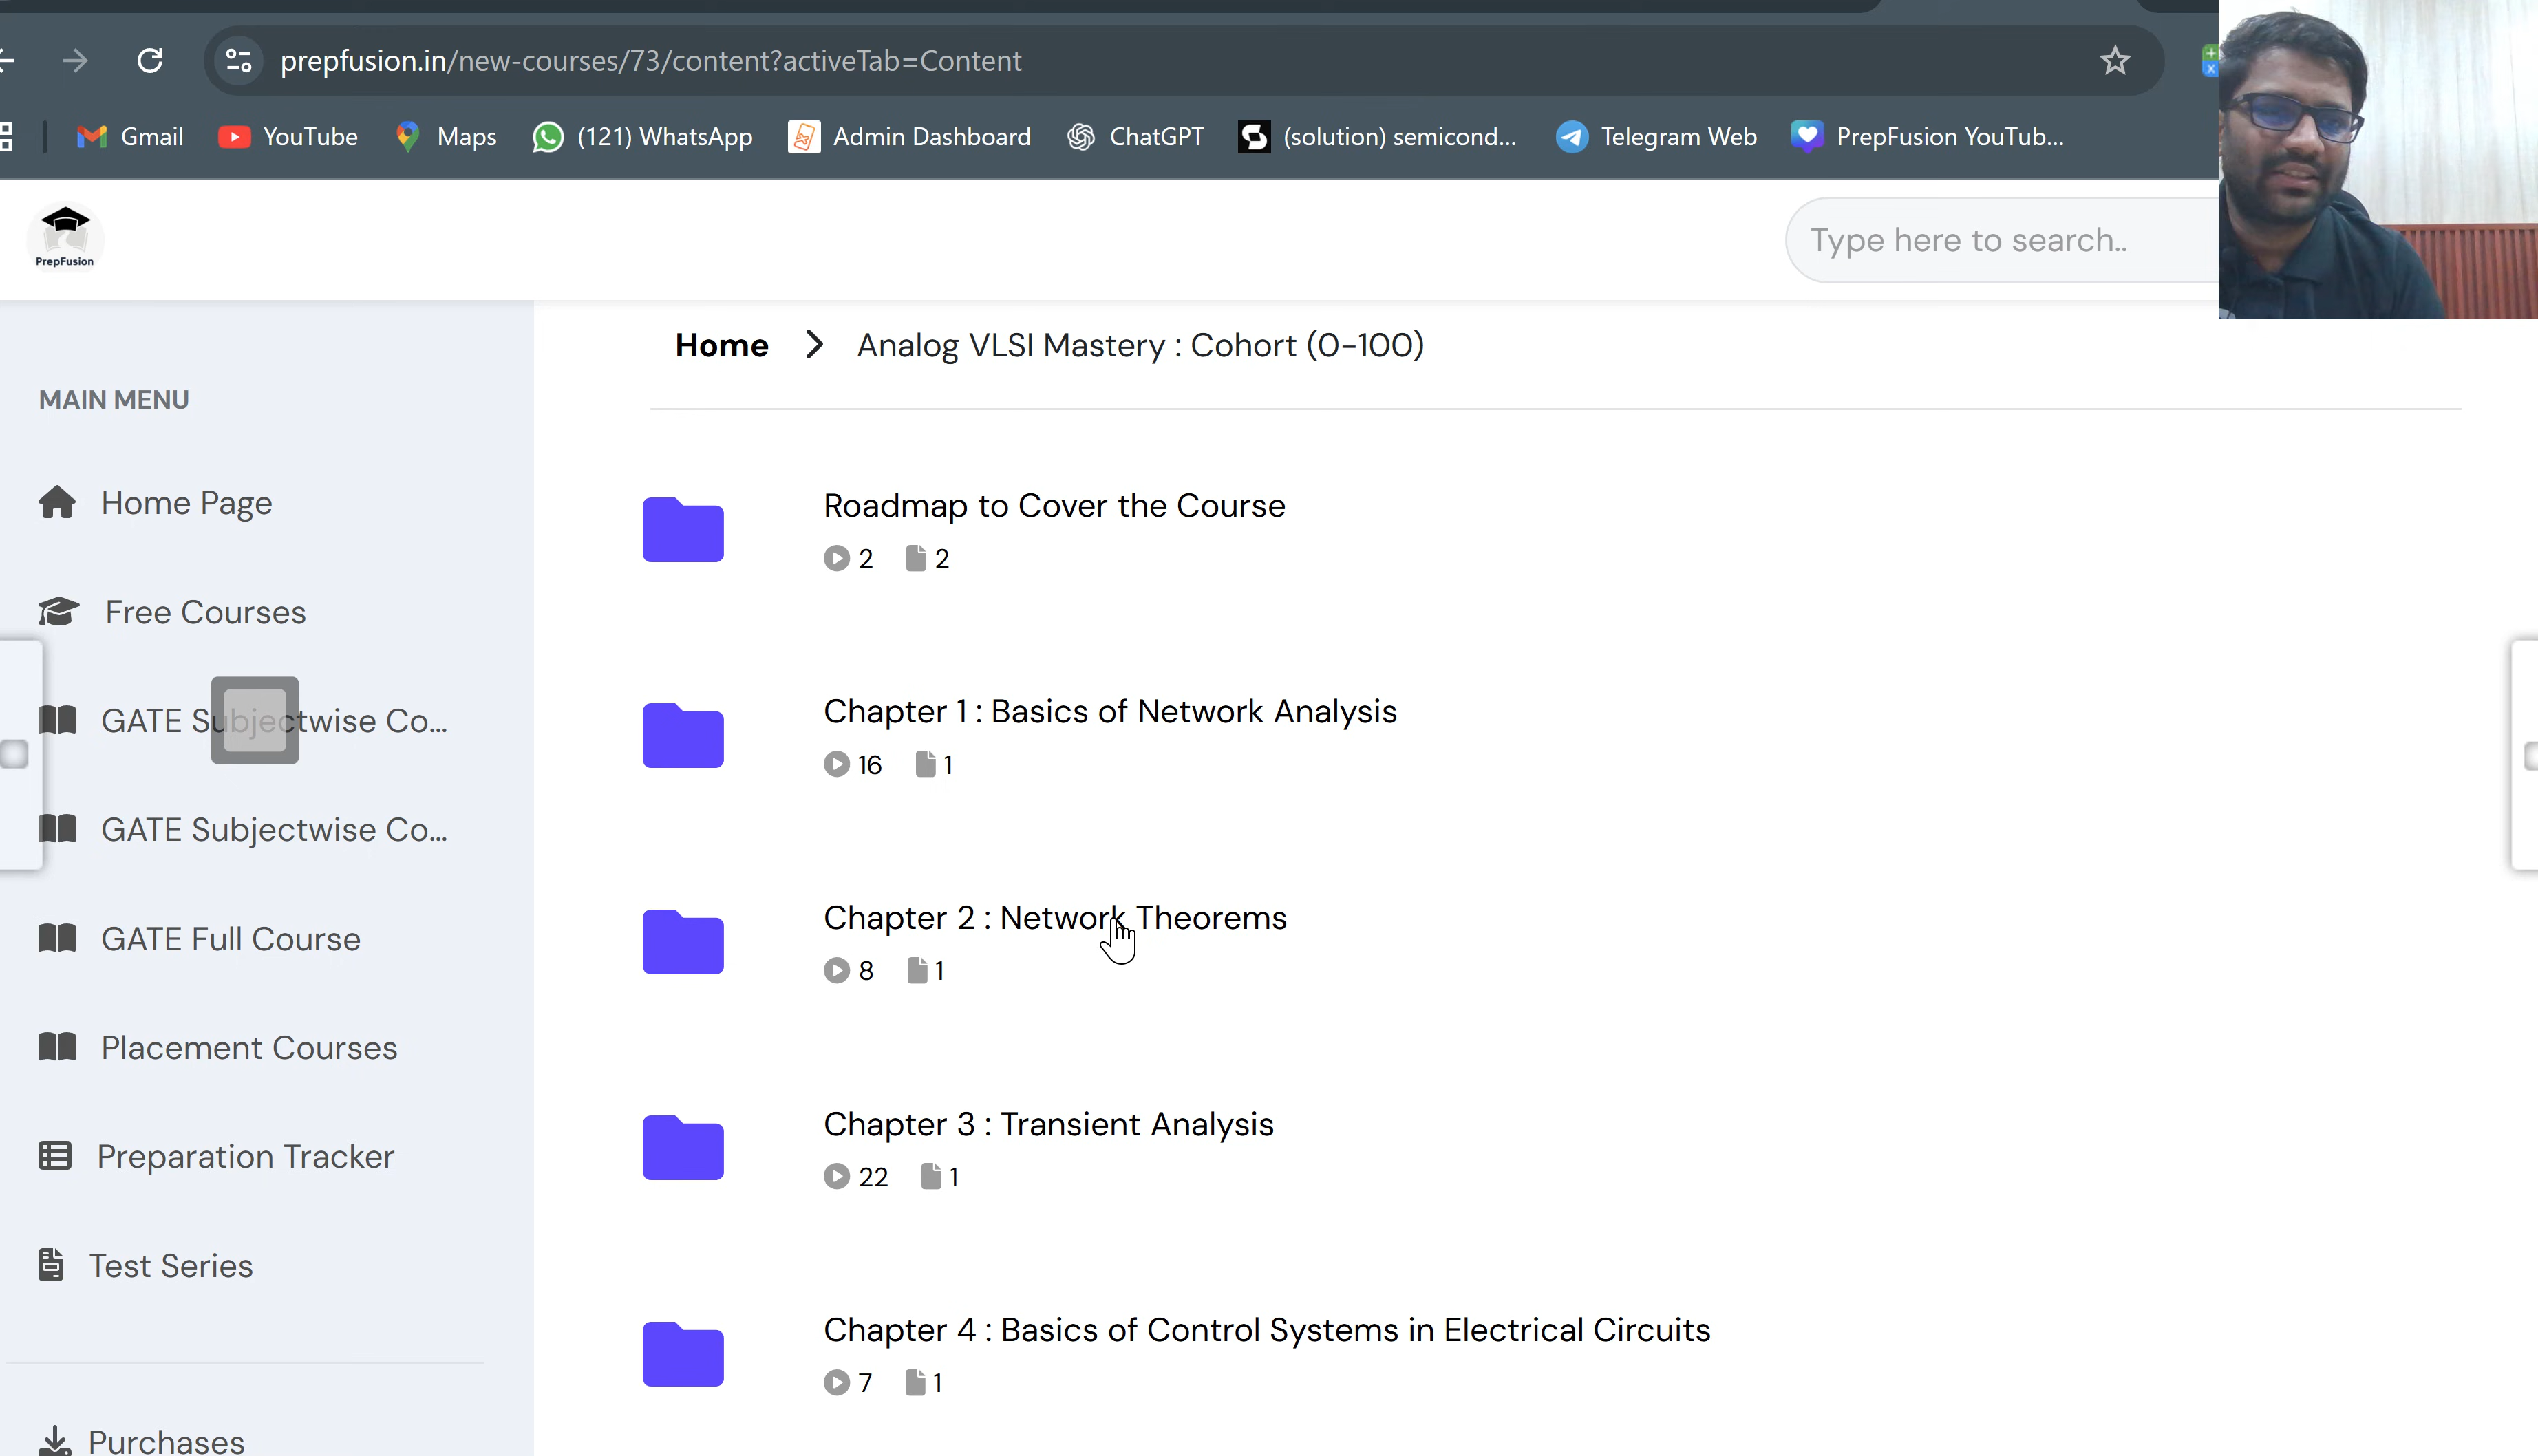 prepfusion.in/new-courses/73/content?activeTab=Content
Gmail YouTube Maps (121) WhatsApp Admin Dashboard ChatGPT (solution) semicond... Telegram Web PrepFusion YouTub...
PrepFusion
Type here to search..
Home > Analog VLSI Mastery : Cohort (0-100)
MAIN MENU
Home Page
Free Courses
GATE Subjectwise Co...
GATE Subjectwise Co...
GATE Full Course
Placement Courses
Preparation Tracker
Test Series
Purchases
Roadmap to Cover the Course
2 2
Chapter 1 : Basics of Network Analysis
16 1
Chapter 2 : Network Theorems
8 1
Chapter 3 : Transient Analysis
22 1
Chapter 4 : Basics of Control Systems in Electrical Circuits
7 1